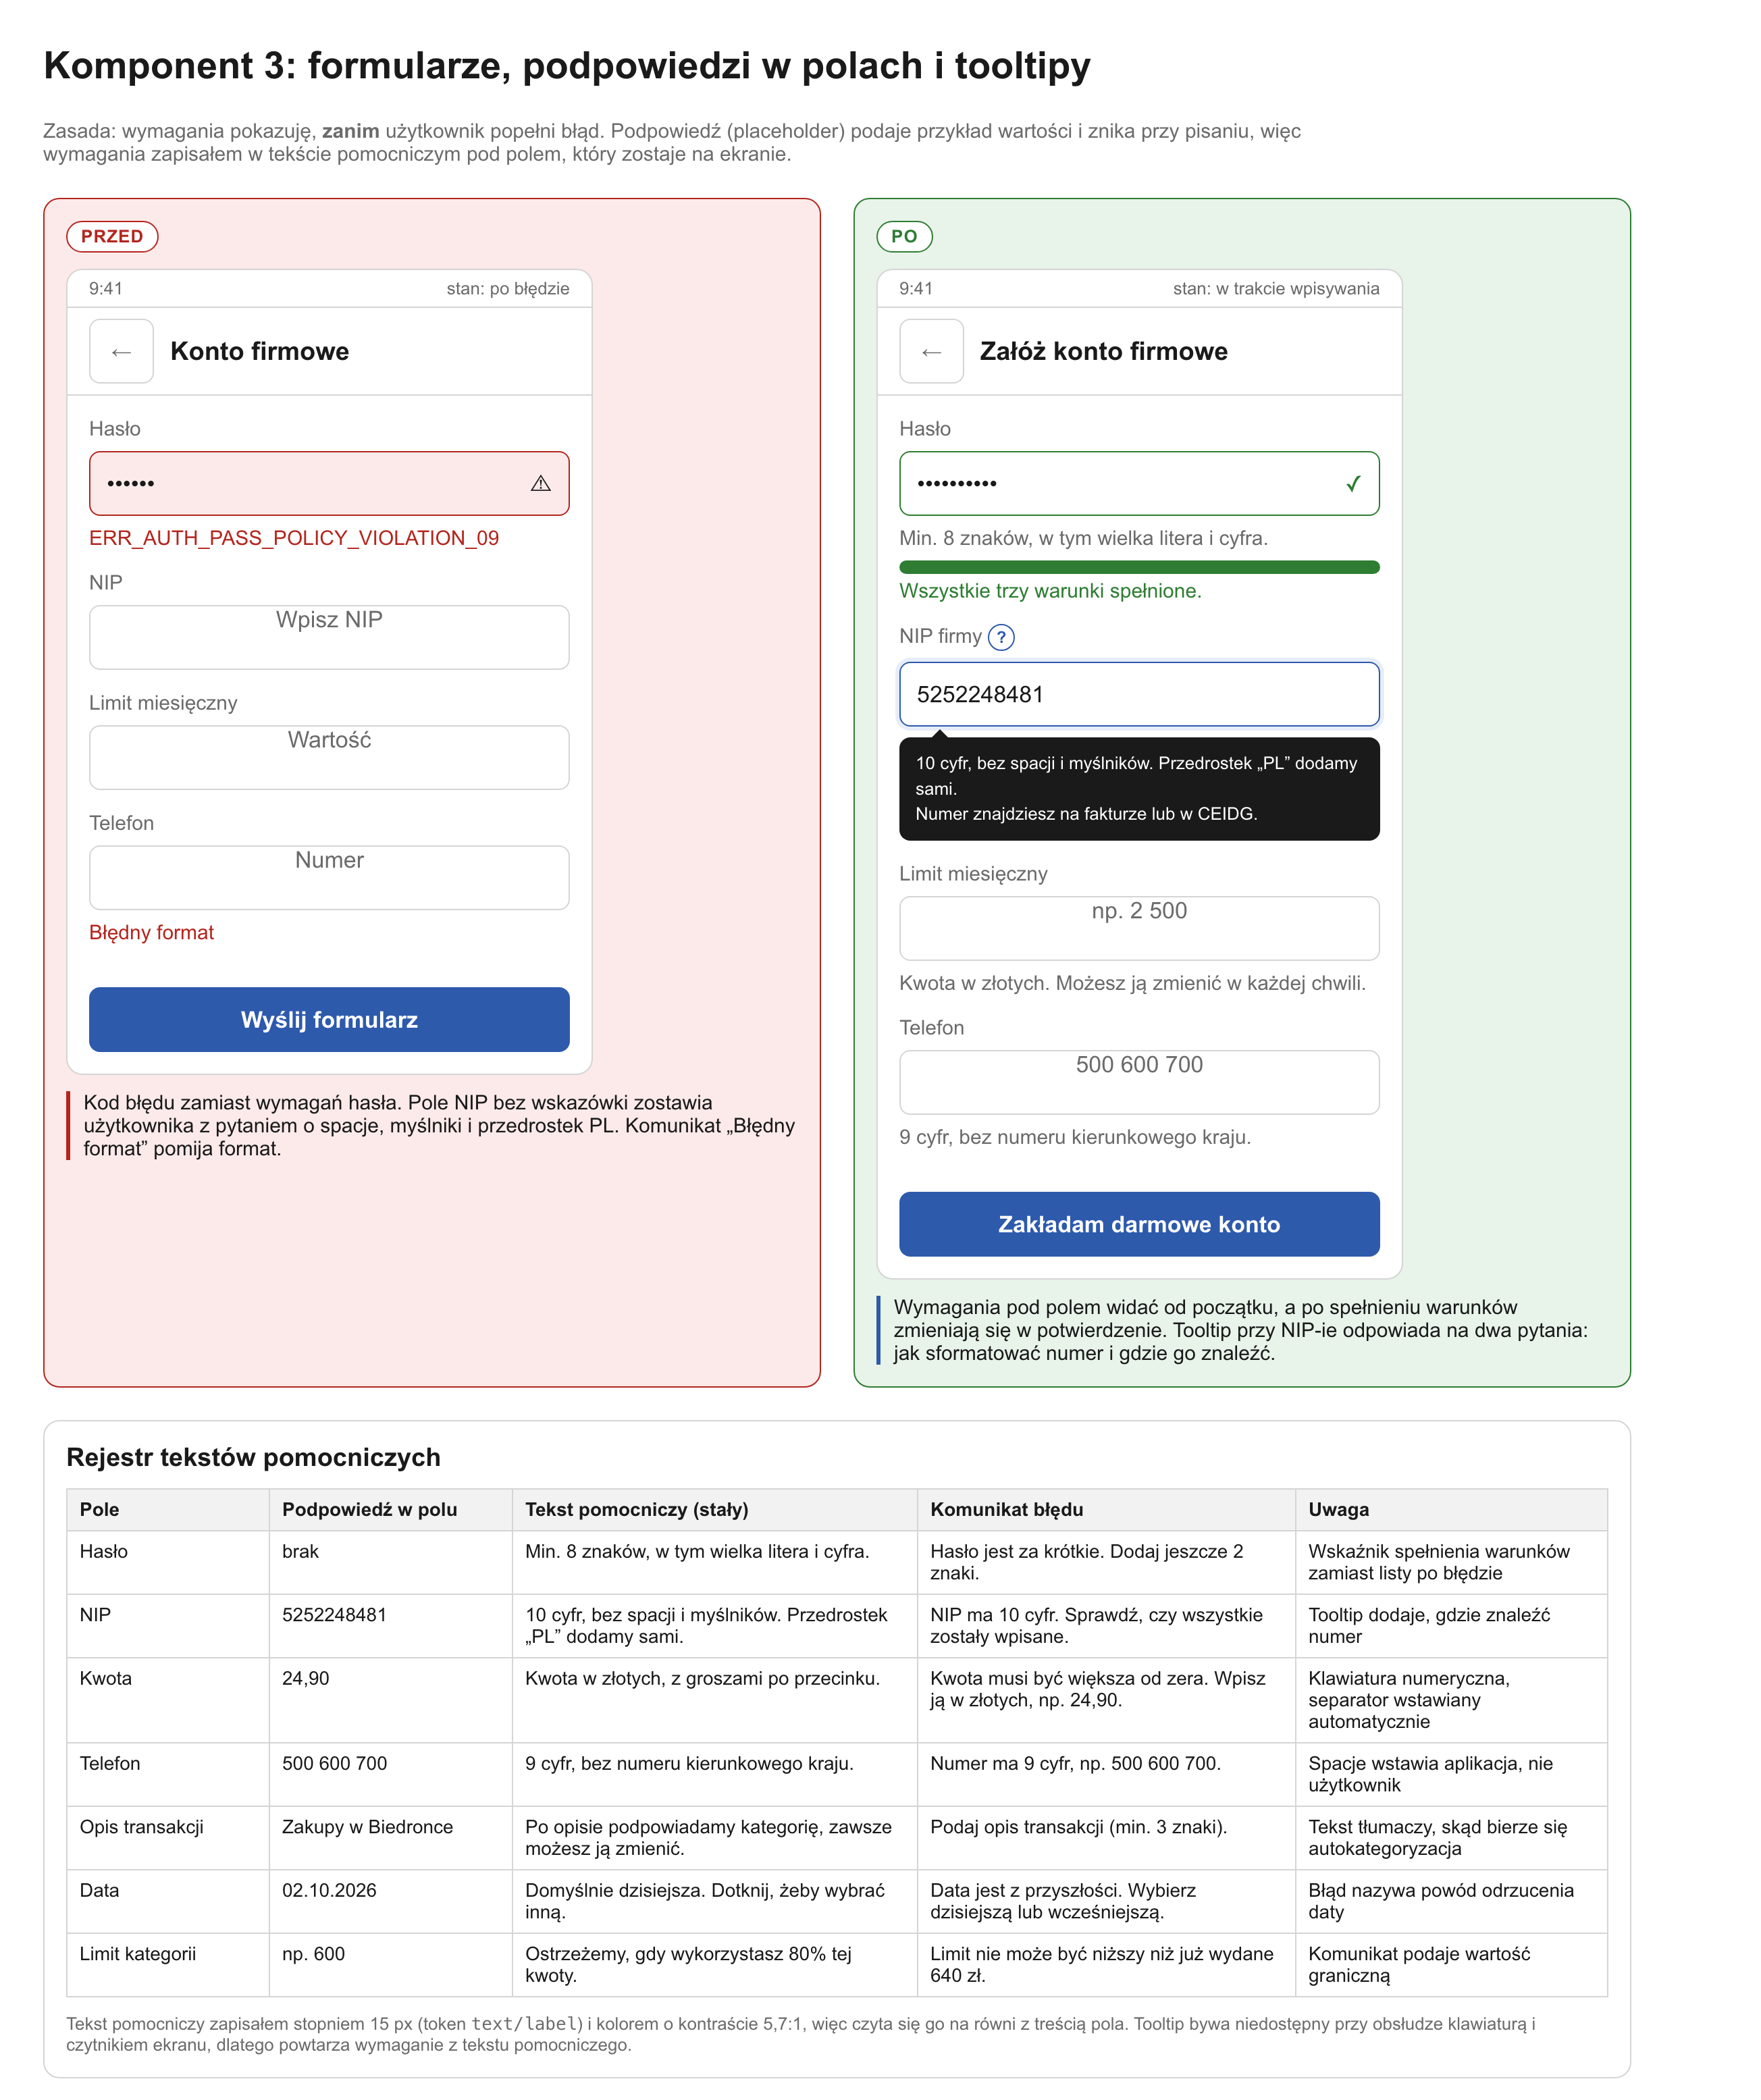 Komponent 3: formularze, podpowiedzi w polach i tooltipy
Zasada: wymagania pokazuję, zanim użytkownik popełni błąd. Podpowiedź (placeholder) podaje przykład wartości i znika przy pisaniu, więc
wymagania zapisałem w tekście pomocniczym pod polem, który zostaje na ekranie.
PRZED
9:41 stan: po błędzie
← Konto firmowe
Hasło
•••••• ⚠
ERR_AUTH_PASS_POLICY_VIOLATION_09
NIP
Wpisz NIP
Limit miesięczny
Wartość
Telefon
Numer
Błędny format
Wyślij formularz
Kod błędu zamiast wymagań hasła. Pole NIP bez wskazówki zostawia
użytkownika z pytaniem o spacje, myślniki i przedrostek PL. Komunikat „Błędny
format” pomija format.
PO
9:41 stan: w trakcie wpisywania
← Załóż konto firmowe
Hasło
•••••••••• ✓
Min. 8 znaków, w tym wielka litera i cyfra.
Wszystkie trzy warunki spełnione.
NIP firmy ?
5252248481
10 cyfr, bez spacji i myślników. Przedrostek „PL” dodamy
sami.
Numer znajdziesz na fakturze lub w CEIDG.
Limit miesięczny
np. 2 500
Kwota w złotych. Możesz ją zmienić w każdej chwili.
Telefon
500 600 700
9 cyfr, bez numeru kierunkowego kraju.
Zakładam darmowe konto
Wymagania pod polem widać od początku, a po spełnieniu warunków
zmieniają się w potwierdzenie. Tooltip przy NIP-ie odpowiada na dwa pytania:
jak sformatować numer i gdzie go znaleźć.
Rejestr tekstów pomocniczych
Pole Podpowiedź w polu Tekst pomocniczy (stały) Komunikat błędu Uwaga
Hasło brak Min. 8 znaków, w tym wielka litera i cyfra. Hasło jest za krótkie. Dodaj jeszcze 2 Wskaźnik spełnienia warunków
znaki. zamiast listy po błędzie
NIP 5252248481 10 cyfr, bez spacji i myślników. Przedrostek NIP ma 10 cyfr. Sprawdź, czy wszystkie Tooltip dodaje, gdzie znaleźć
„PL” dodamy sami. zostały wpisane. numer
Kwota 24,90 Kwota w złotych, z groszami po przecinku. Kwota musi być większa od zera. Wpisz Klawiatura numeryczna,
ją w złotych, np. 24,90. separator wstawiany
automatycznie
Telefon 500 600 700 9 cyfr, bez numeru kierunkowego kraju. Numer ma 9 cyfr, np. 500 600 700. Spacje wstawia aplikacja, nie
użytkownik
Opis transakcji Zakupy w Biedronce Po opisie podpowiadamy kategorię, zawsze Podaj opis transakcji (min. 3 znaki). Tekst tłumaczy, skąd bierze się
możesz ją zmienić. autokategoryzacja
Data 02.10.2026 Domyślnie dzisiejsza. Dotknij, żeby wybrać Data jest z przyszłości. Wybierz Błąd nazywa powód odrzucenia
inną. dzisiejszą lub wcześniejszą. daty
Limit kategorii np. 600 Ostrzeżemy, gdy wykorzystasz 80% tej Limit nie może być niższy niż już wydane Komunikat podaje wartość
kwoty. 640 zł. graniczną
Tekst pomocniczy zapisałem stopniem 15 px (token text/label) i kolorem o kontraście 5,7:1, więc czyta się go na równi z treścią pola. Tooltip bywa niedostępny przy obsłudze klawiaturą i
czytnikiem ekranu, dlatego powtarza wymaganie z tekstu pomocniczego.